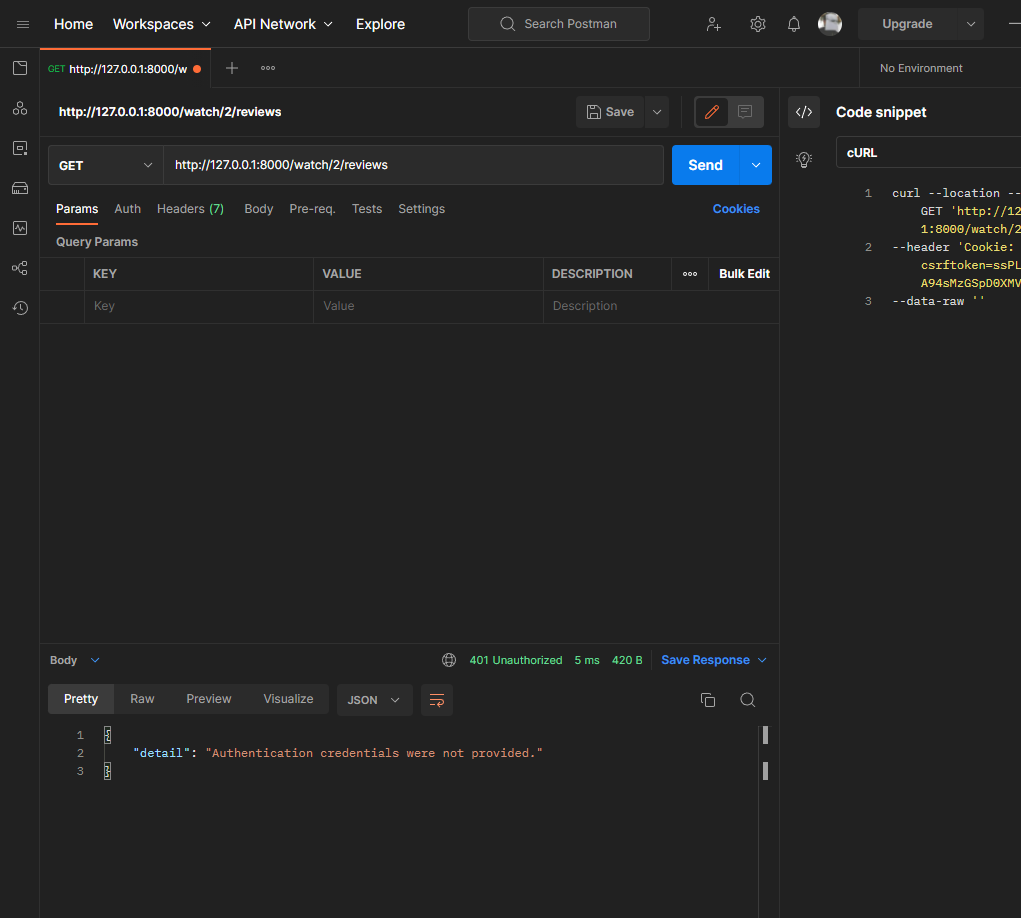 Home Workspaces API Network Explore Search Postman Upgrade
GET http://127.0.0.1:8000/w No Environment
http://127.0.0.1:8000/watch/2/reviews Save Code snippet
GET http://127.0.0.1:8000/watch/2/reviews Send cURL
Params Auth Headers (7) Body Pre-req. Tests Settings Cookies
Query Params
KEY VALUE DESCRIPTION Bulk Edit
Key Value Description
1 curl --location --
GET 'http://12
1:8000/watch/2
2 --header 'Cookie:
csrftoken=ssPL
A94sMzGSpD0XMV
3 --data-raw ''
Body 401 Unauthorized 5 ms 420 B Save Response
Pretty Raw Preview Visualize JSON
1 {
2 "detail": "Authentication credentials were not provided."
3 }